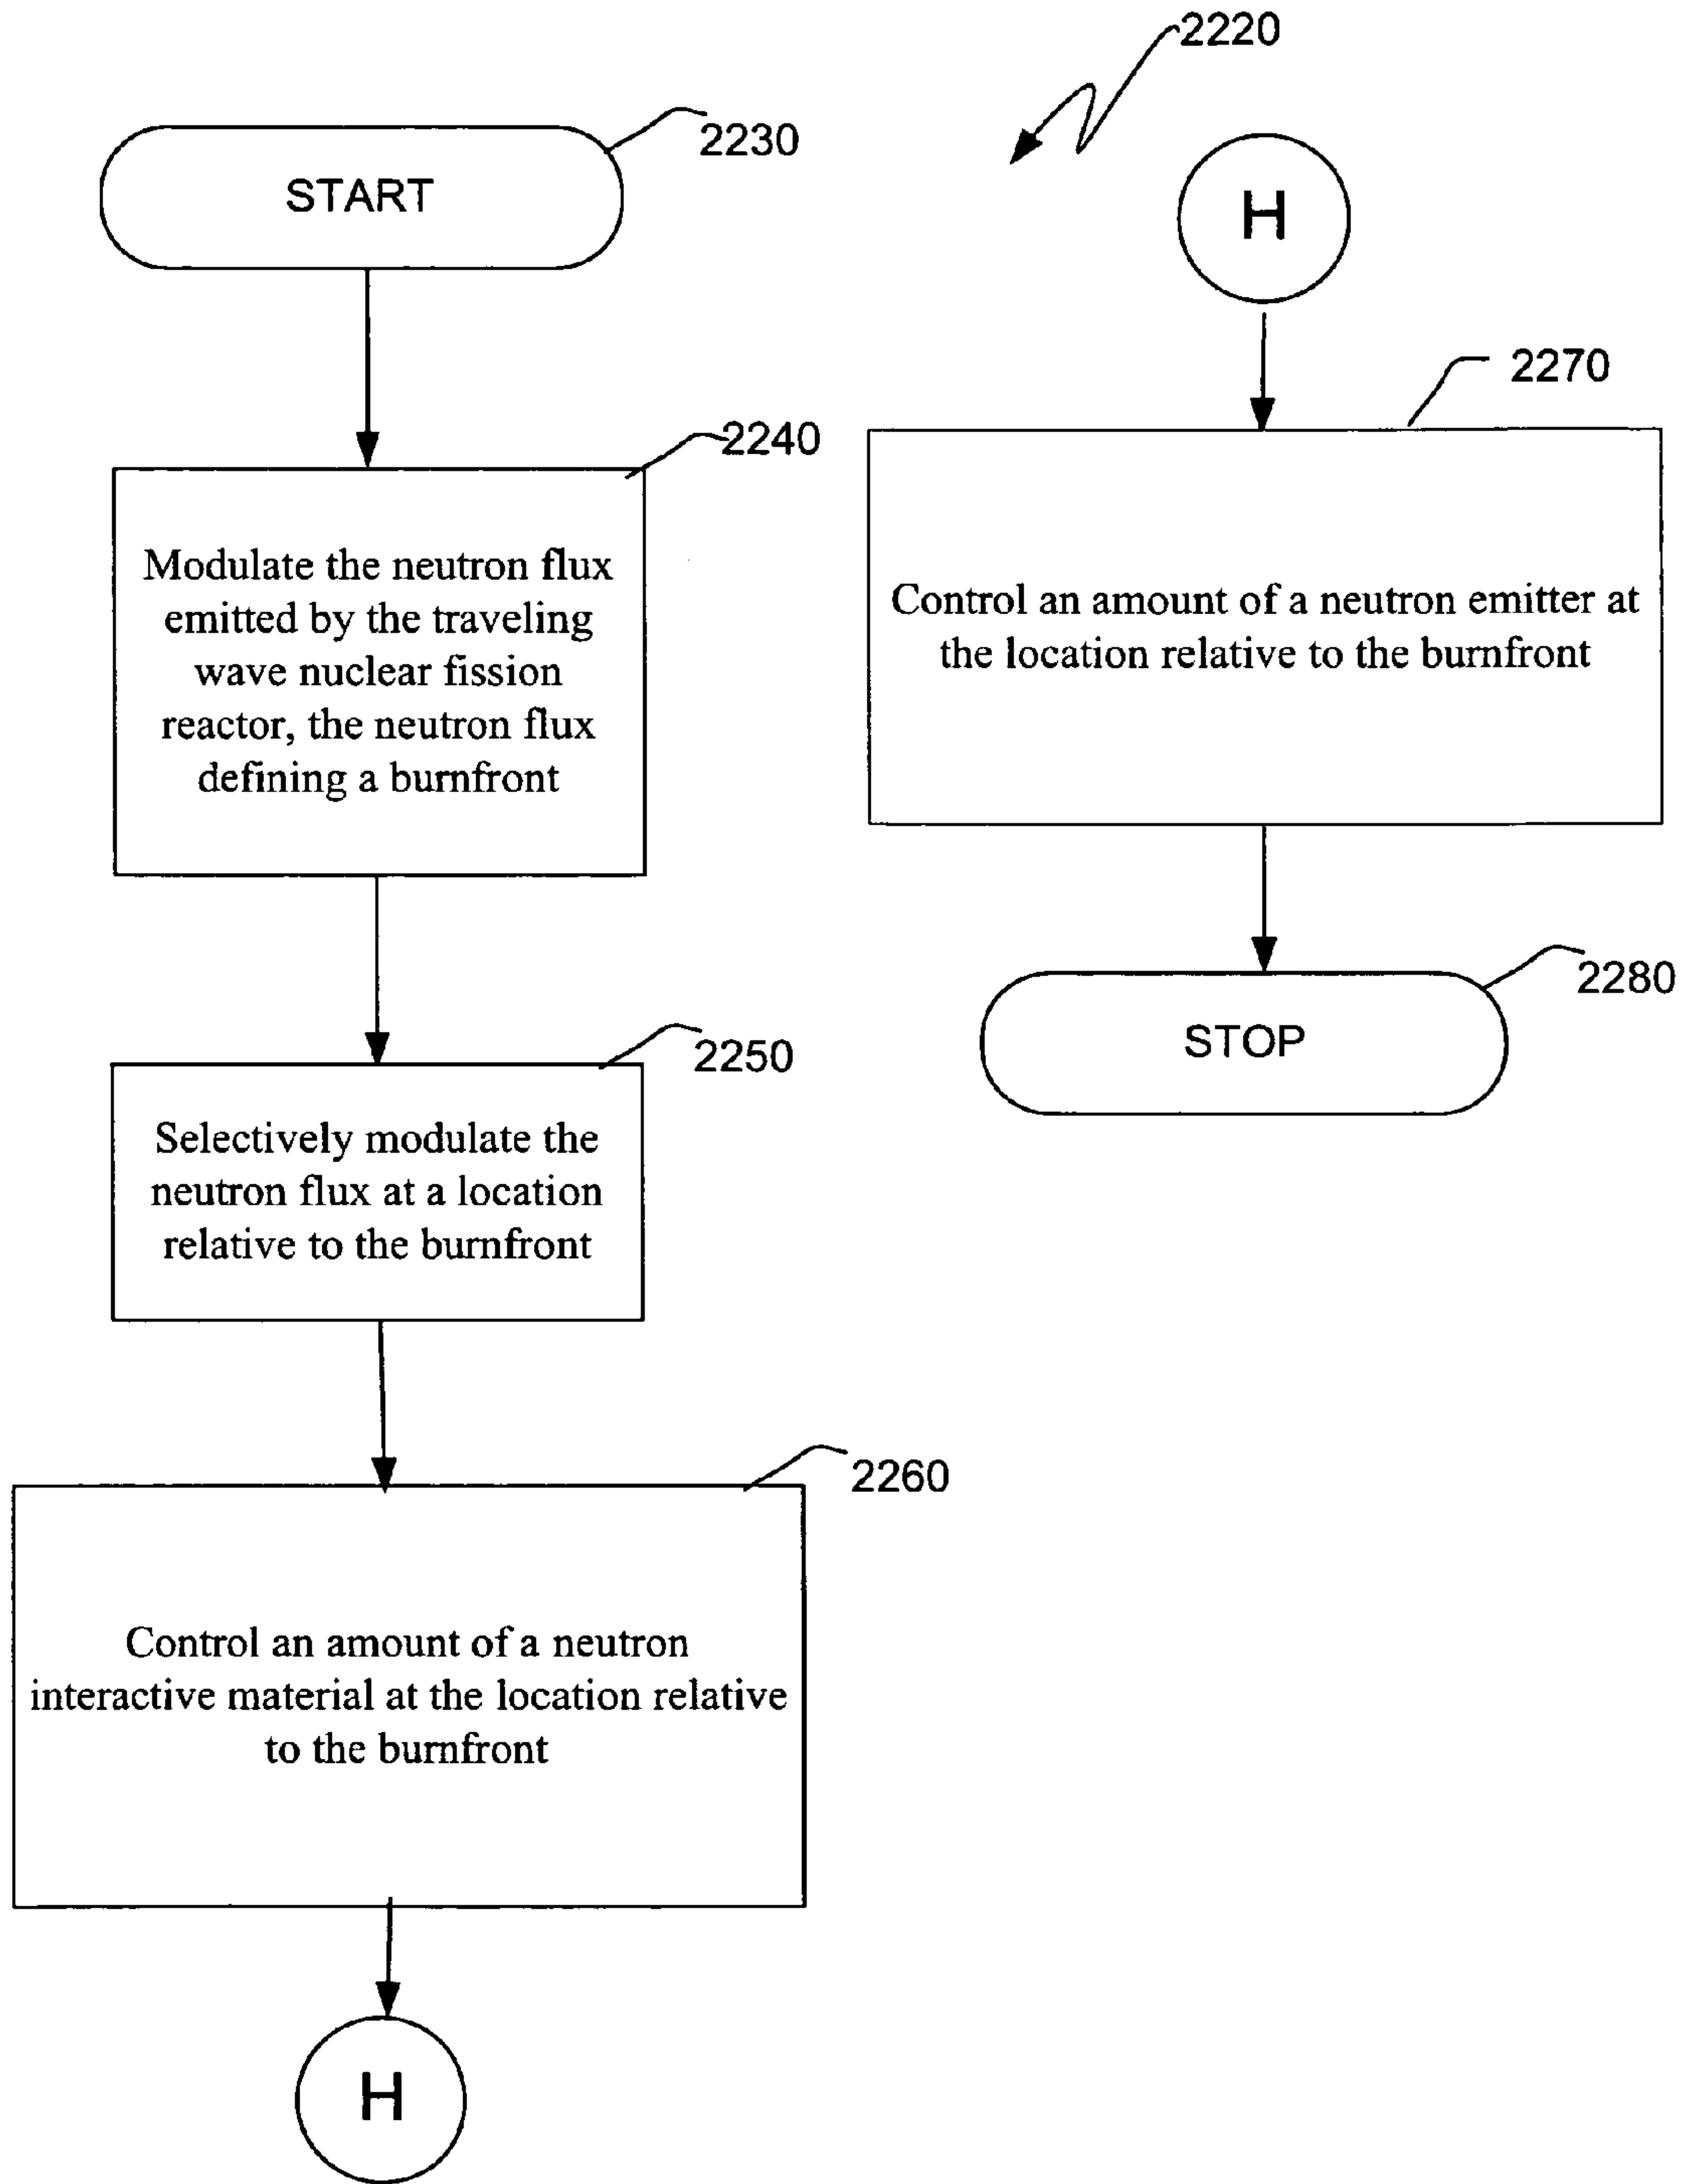 2220
2230
START
2240
Modulate the neutron flux
emitted by the traveling
wave nuclear fission
reactor, the neutron flux
defining a burnfront
2250
Selectively modulate the
neutron flux at a location
relative to the burnfront
2260
Control an amount of a neutron
interactive material at the location relative
to the burnfront
H
H
2270
Control an amount of a neutron emitter at
the location relative to the burnfront
2280
STOP